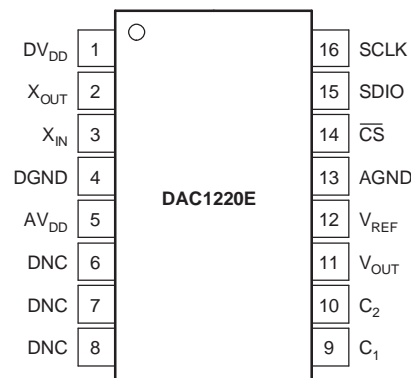 DV_DD 1 16 SCLK
X_OUT 2 15 SDIO
X_IN 3 14 C̅S̅
DGND 4 13 AGND
DAC1220E
AV_DD 5 12 V_REF
DNC 6 11 V_OUT
DNC 7 10 C_2
DNC 8 9 C_1